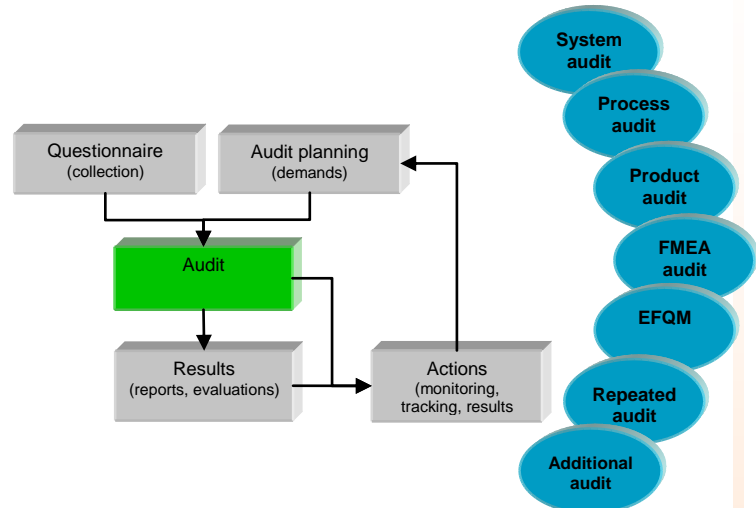 Questionnaire
(collection)
Audit planning
(demands)
Audit
Results
(reports, evaluations)
Actions
(monitoring,
tracking, results
System
audit
Process
audit
Product
audit
FMEA
audit
EFQM
Repeated
audit
Additional
audit